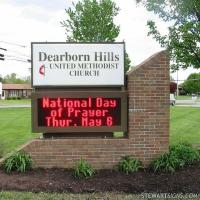 Dearborn Hills
UNITED METHODIST
CHURCH
National Day
of Prayer
Thur. May 6
STEWARTSIGNS.COM